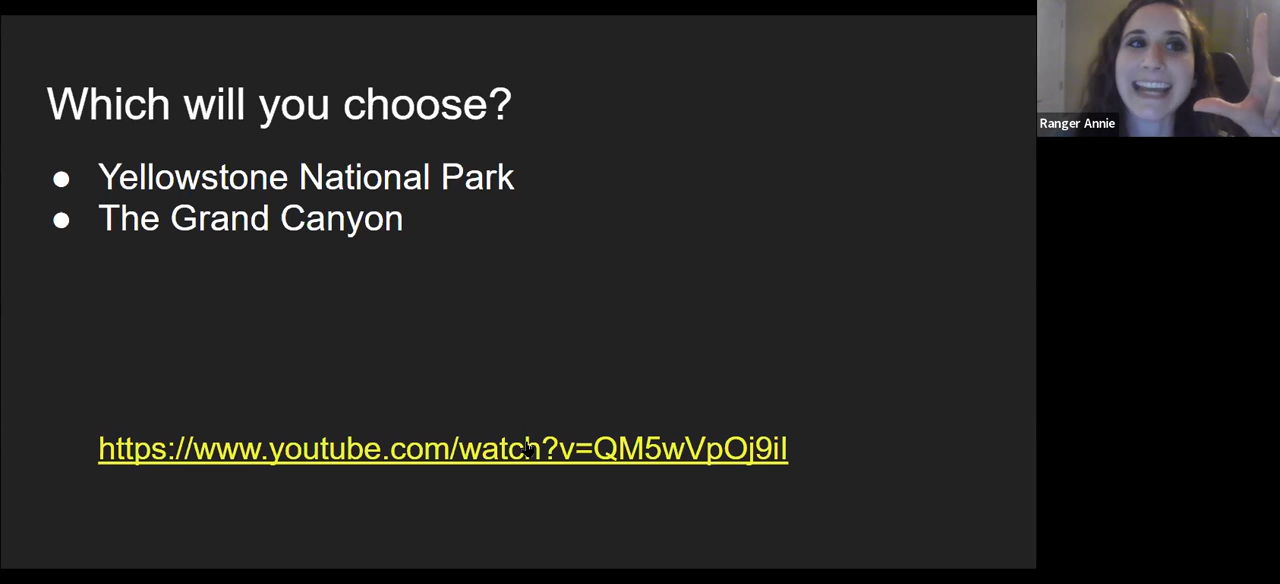 Which will you choose?
● Yellowstone National Park
● The Grand Canyon
https://www.youtube.com/watch?v=QM5wVpOj9iI
Ranger Annie